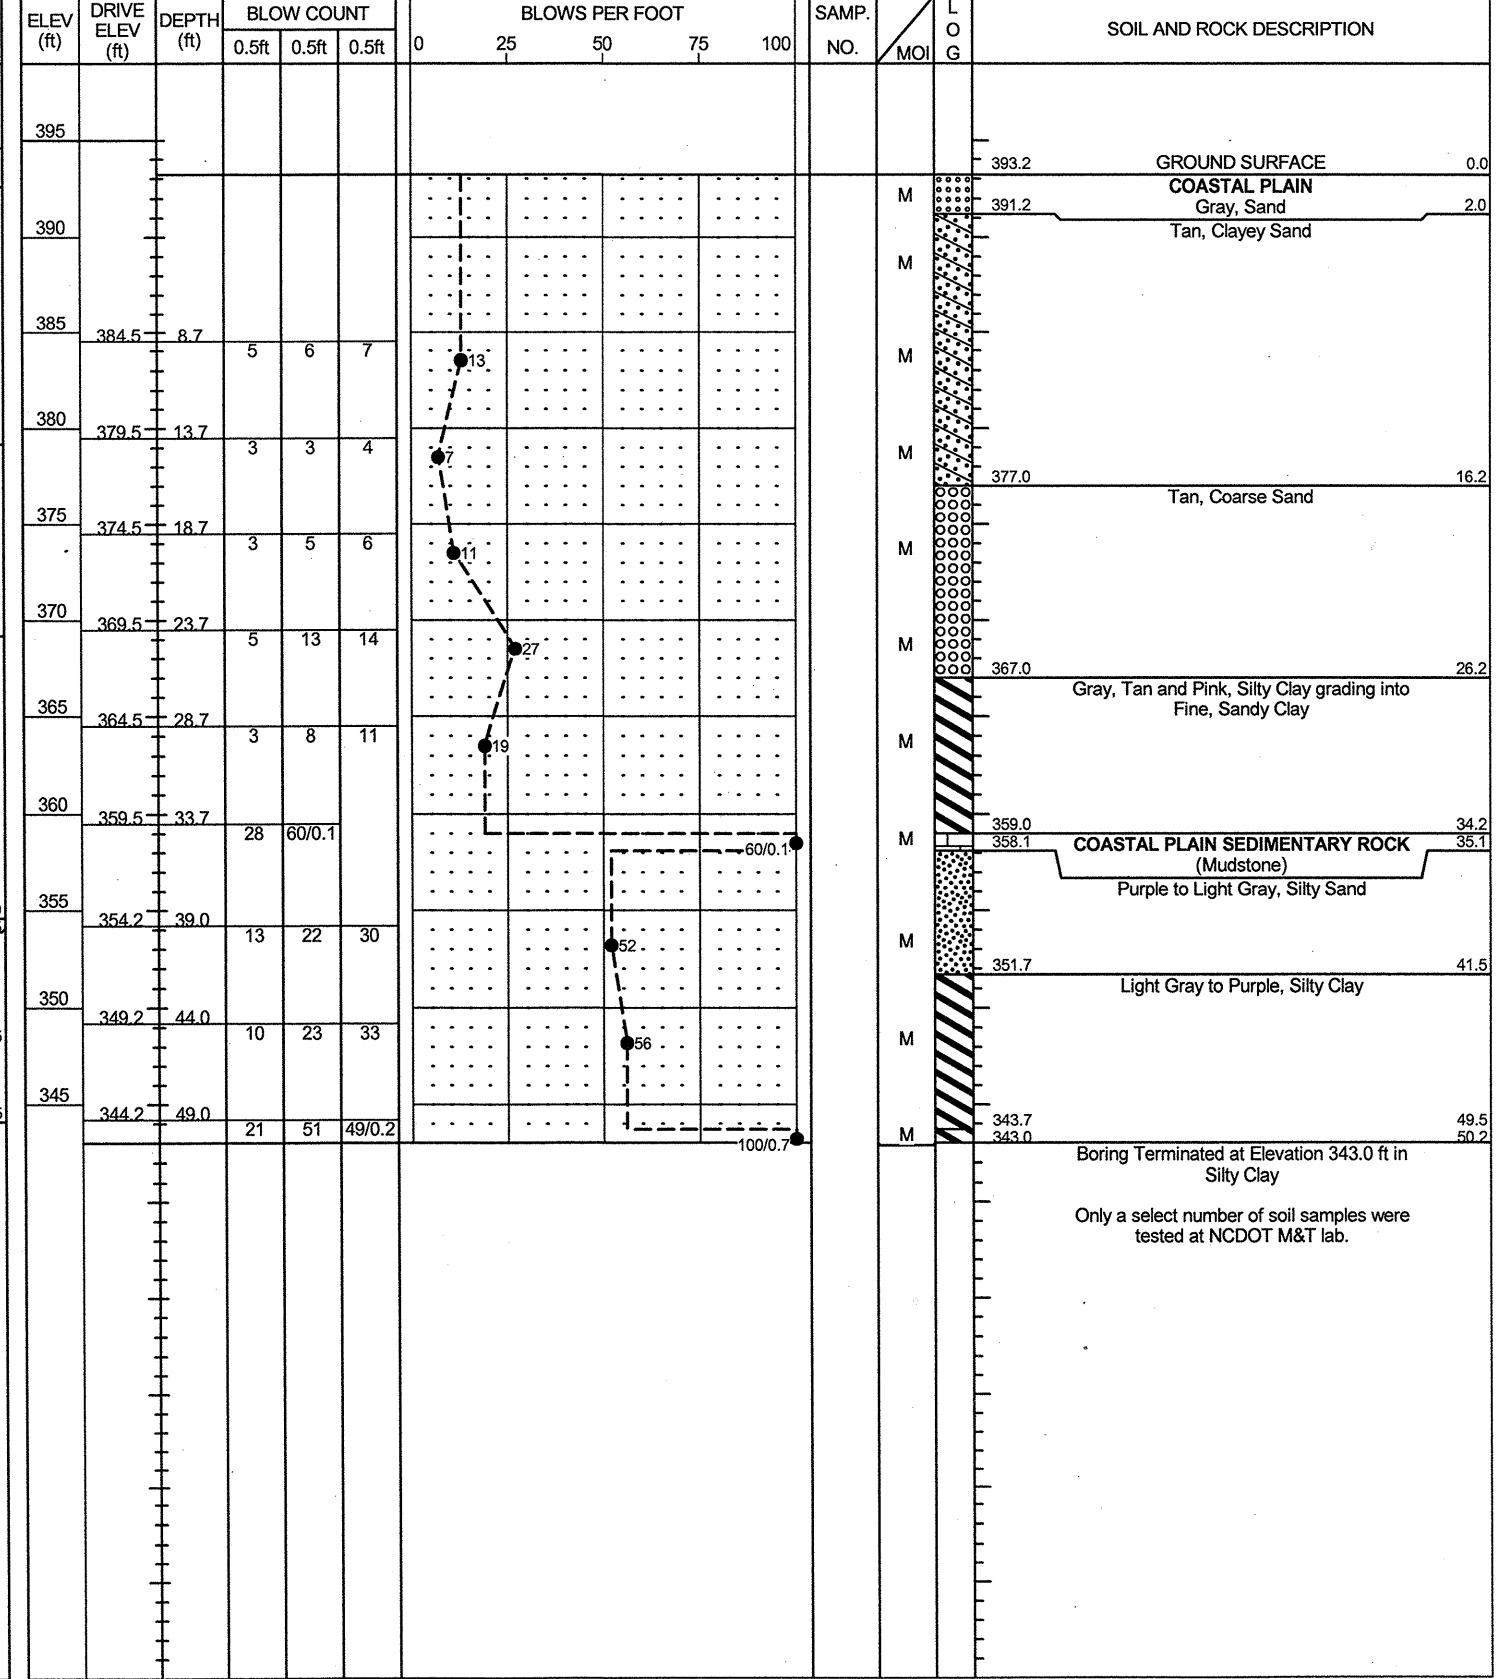 ELEV (ft) DRIVE ELEV (ft) DEPTH (ft) BLOW COUNT BLOWS PER FOOT SAMP. NO. MOI L O G SOIL AND ROCK DESCRIPTION
0.5ft 0.5ft 0.5ft 0 25 50 75 100
395
393.2 GROUND SURFACE 0.0
M COASTAL PLAIN
391.2 Gray, Sand 2.0
390 Tan, Clayey Sand
M
385
384.5 8.7
5 6 7 13 M
380
379.5 13.7
3 3 4 7 M
377.0 16.2
Tan, Coarse Sand
375
374.5 18.7
3 5 6 11 M
370
369.5 23.7
5 13 14 27 M
367.0 26.2
Gray, Tan and Pink, Silty Clay grading into
Fine, Sandy Clay
365
364.5 28.7
3 8 11 19 M
360
359.5 33.7
359.0 34.2
28 60/0.1 60/0.1 M
358.1 COASTAL PLAIN SEDIMENTARY ROCK 35.1
(Mudstone)
Purple to Light Gray, Silty Sand
355
354.2 39.0
13 22 30 52 M
351.7 41.5
Light Gray to Purple, Silty Clay
350
349.2 44.0
10 23 33 56 M
345
344.2 49.0
343.7 49.5
21 51 49/0.2 100/0.7 M
343.0 50.2
Boring Terminated at Elevation 343.0 ft in
Silty Clay
Only a select number of soil samples were
tested at NCDOT M&T lab.